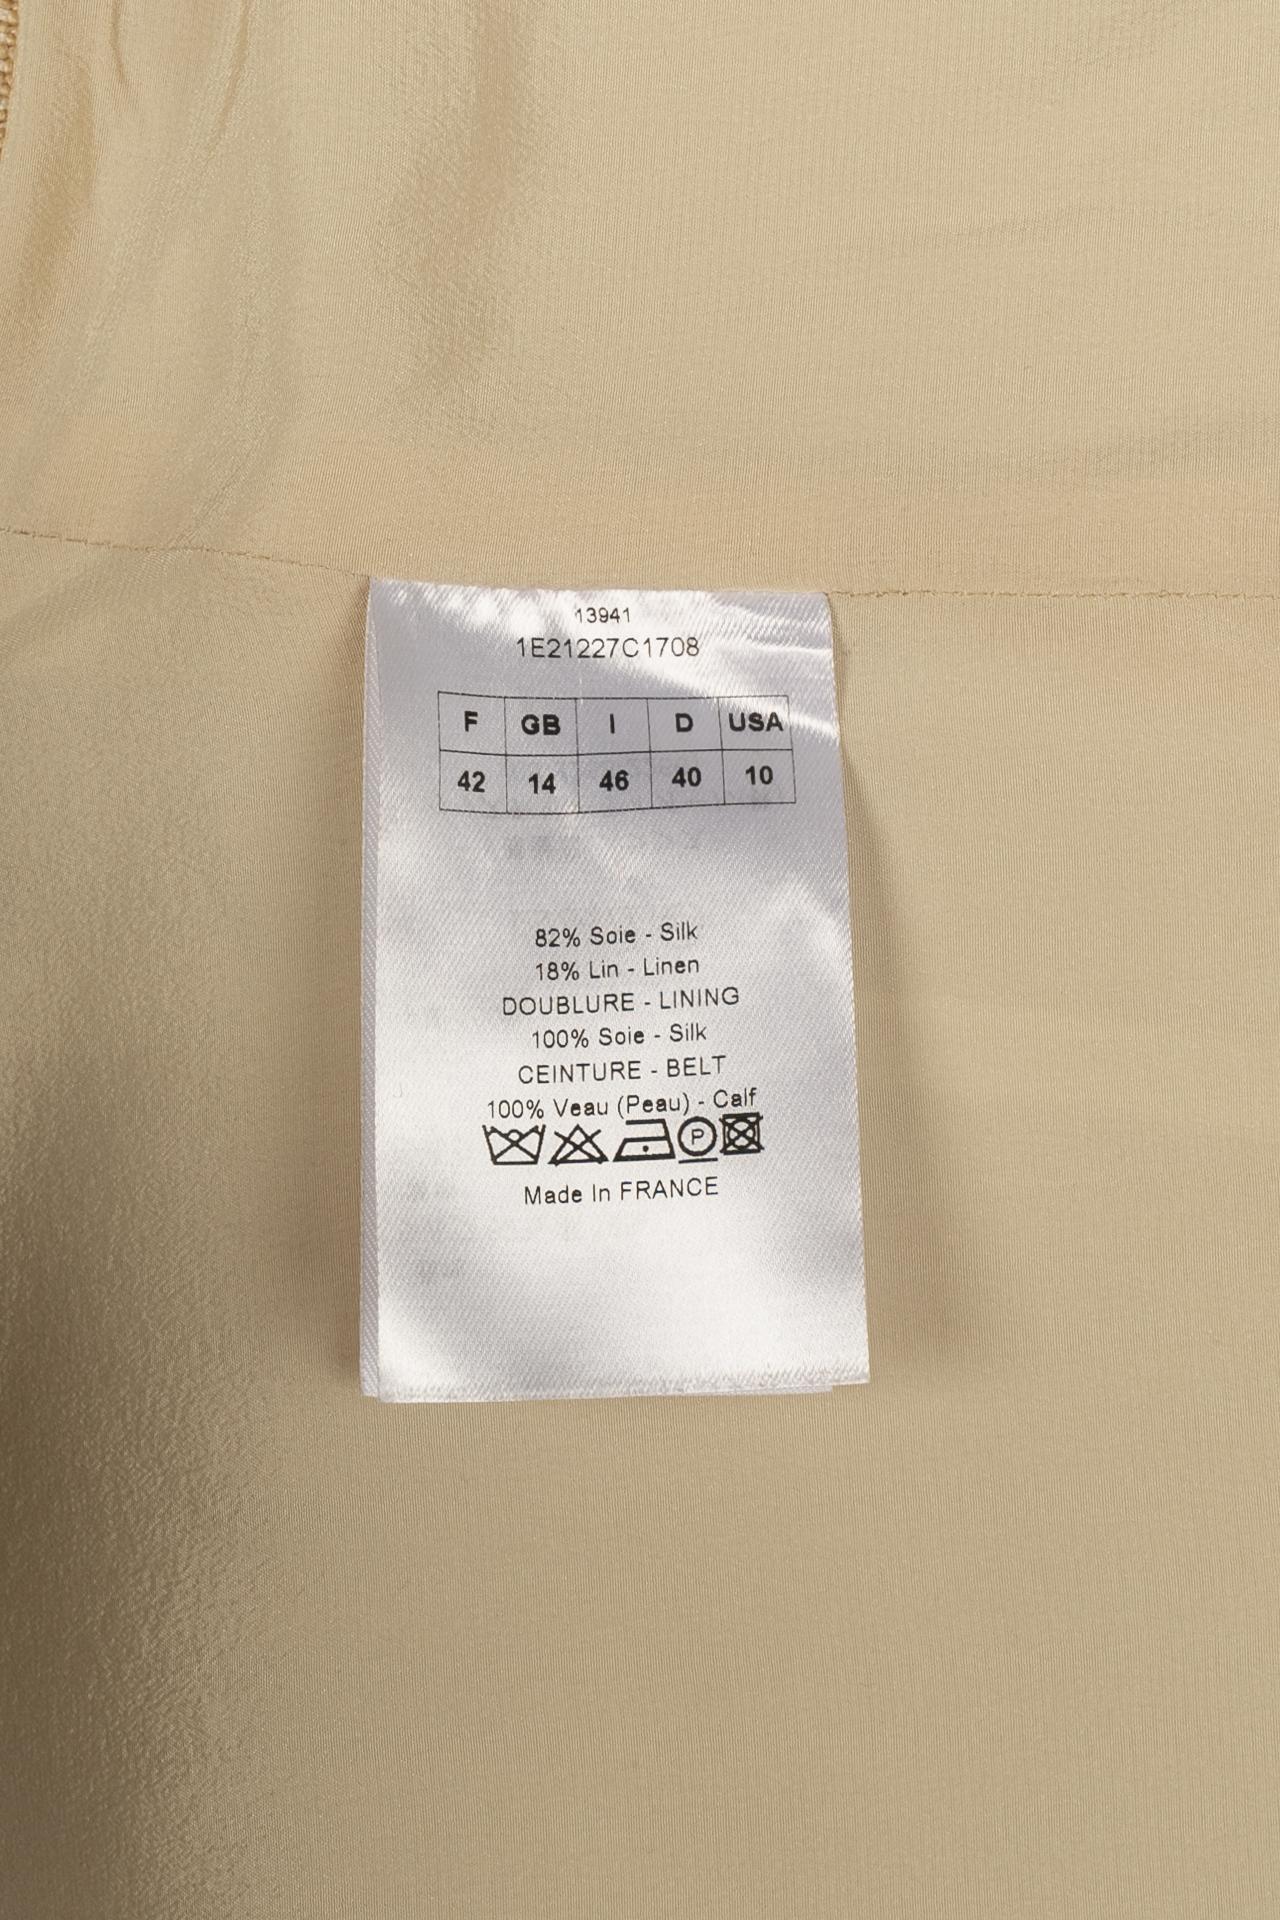 13941
1E21227C1708
F GB I D USA
42 14 46 40 10
82% Soie - Silk
18% Lin - Linen
DOUBLURE - LINING
100% Soie - Silk
CEINTURE - BELT
100% Veau (Peau) - Calf
P
Made In FRANCE